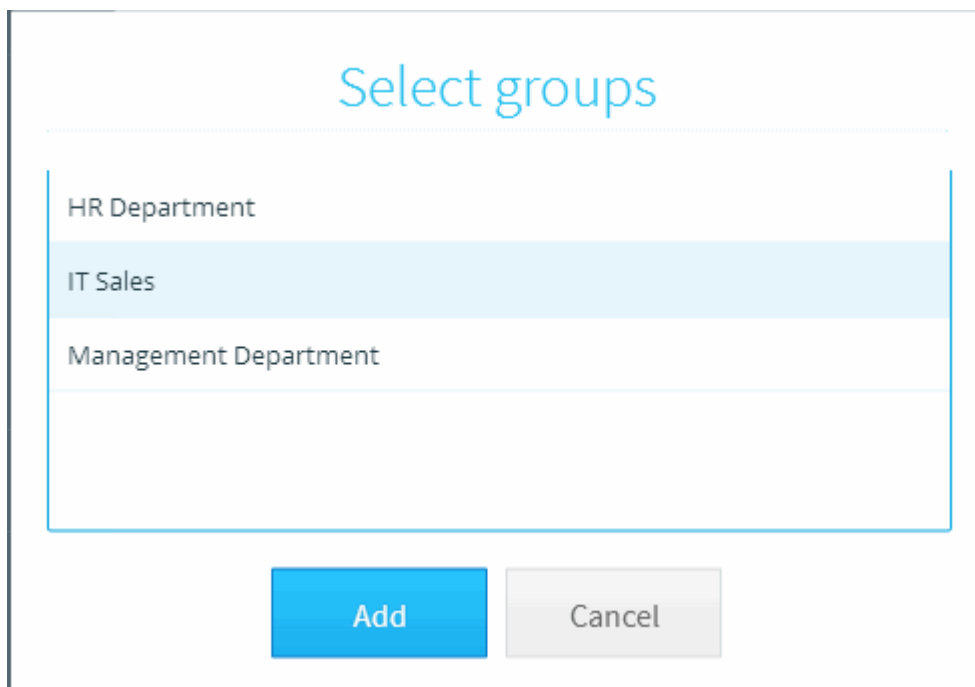 Select groups
HR Department
IT Sales
Management Department
Add
Cancel